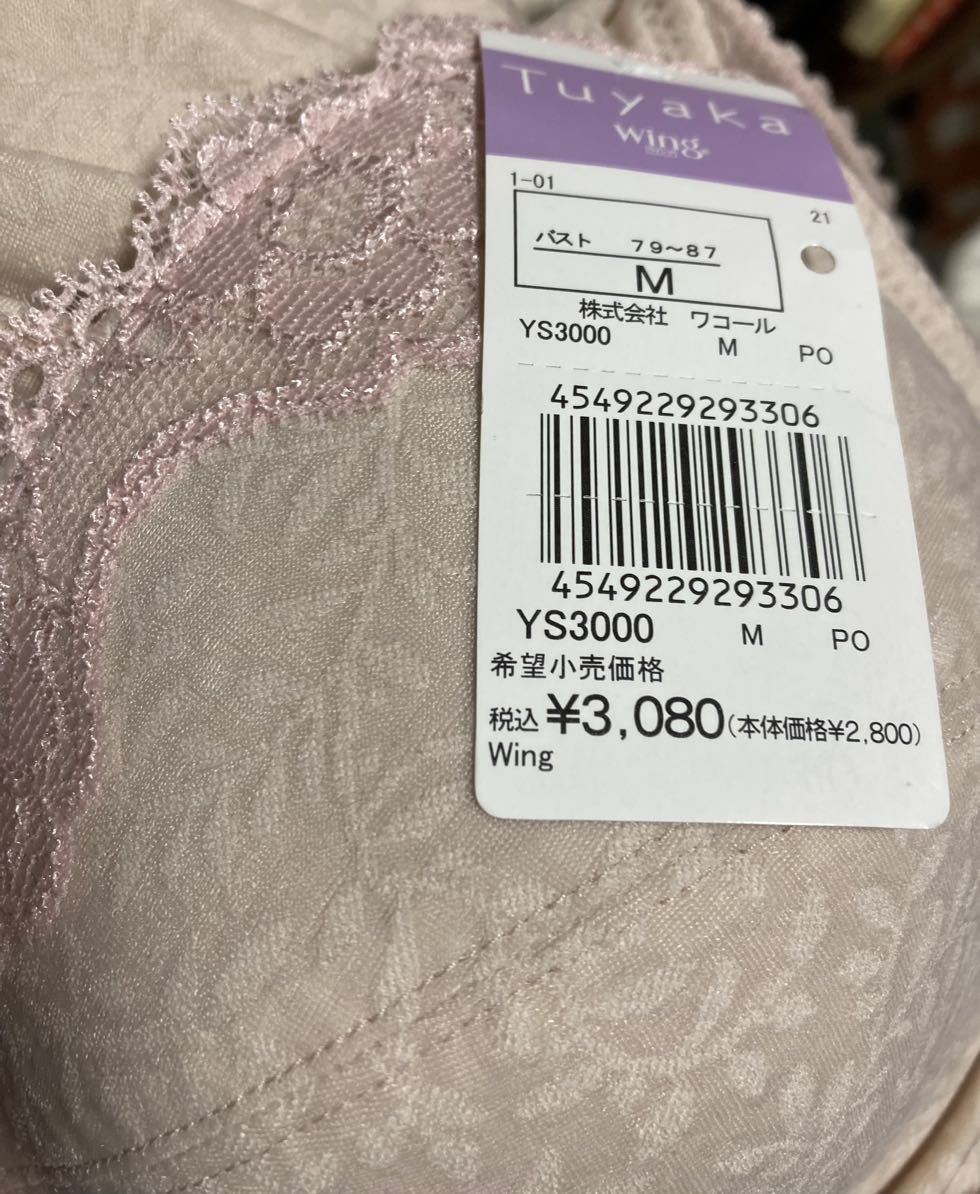 Tuyaka
Wing
1-01
21
バスト 79～87
M
株式会社 ワコール
YS3000 M PO
4549229293306
4549229293306
YS3000 M PO
希望小売価格
税込 ¥3,080(本体価格¥2,800)
Wing